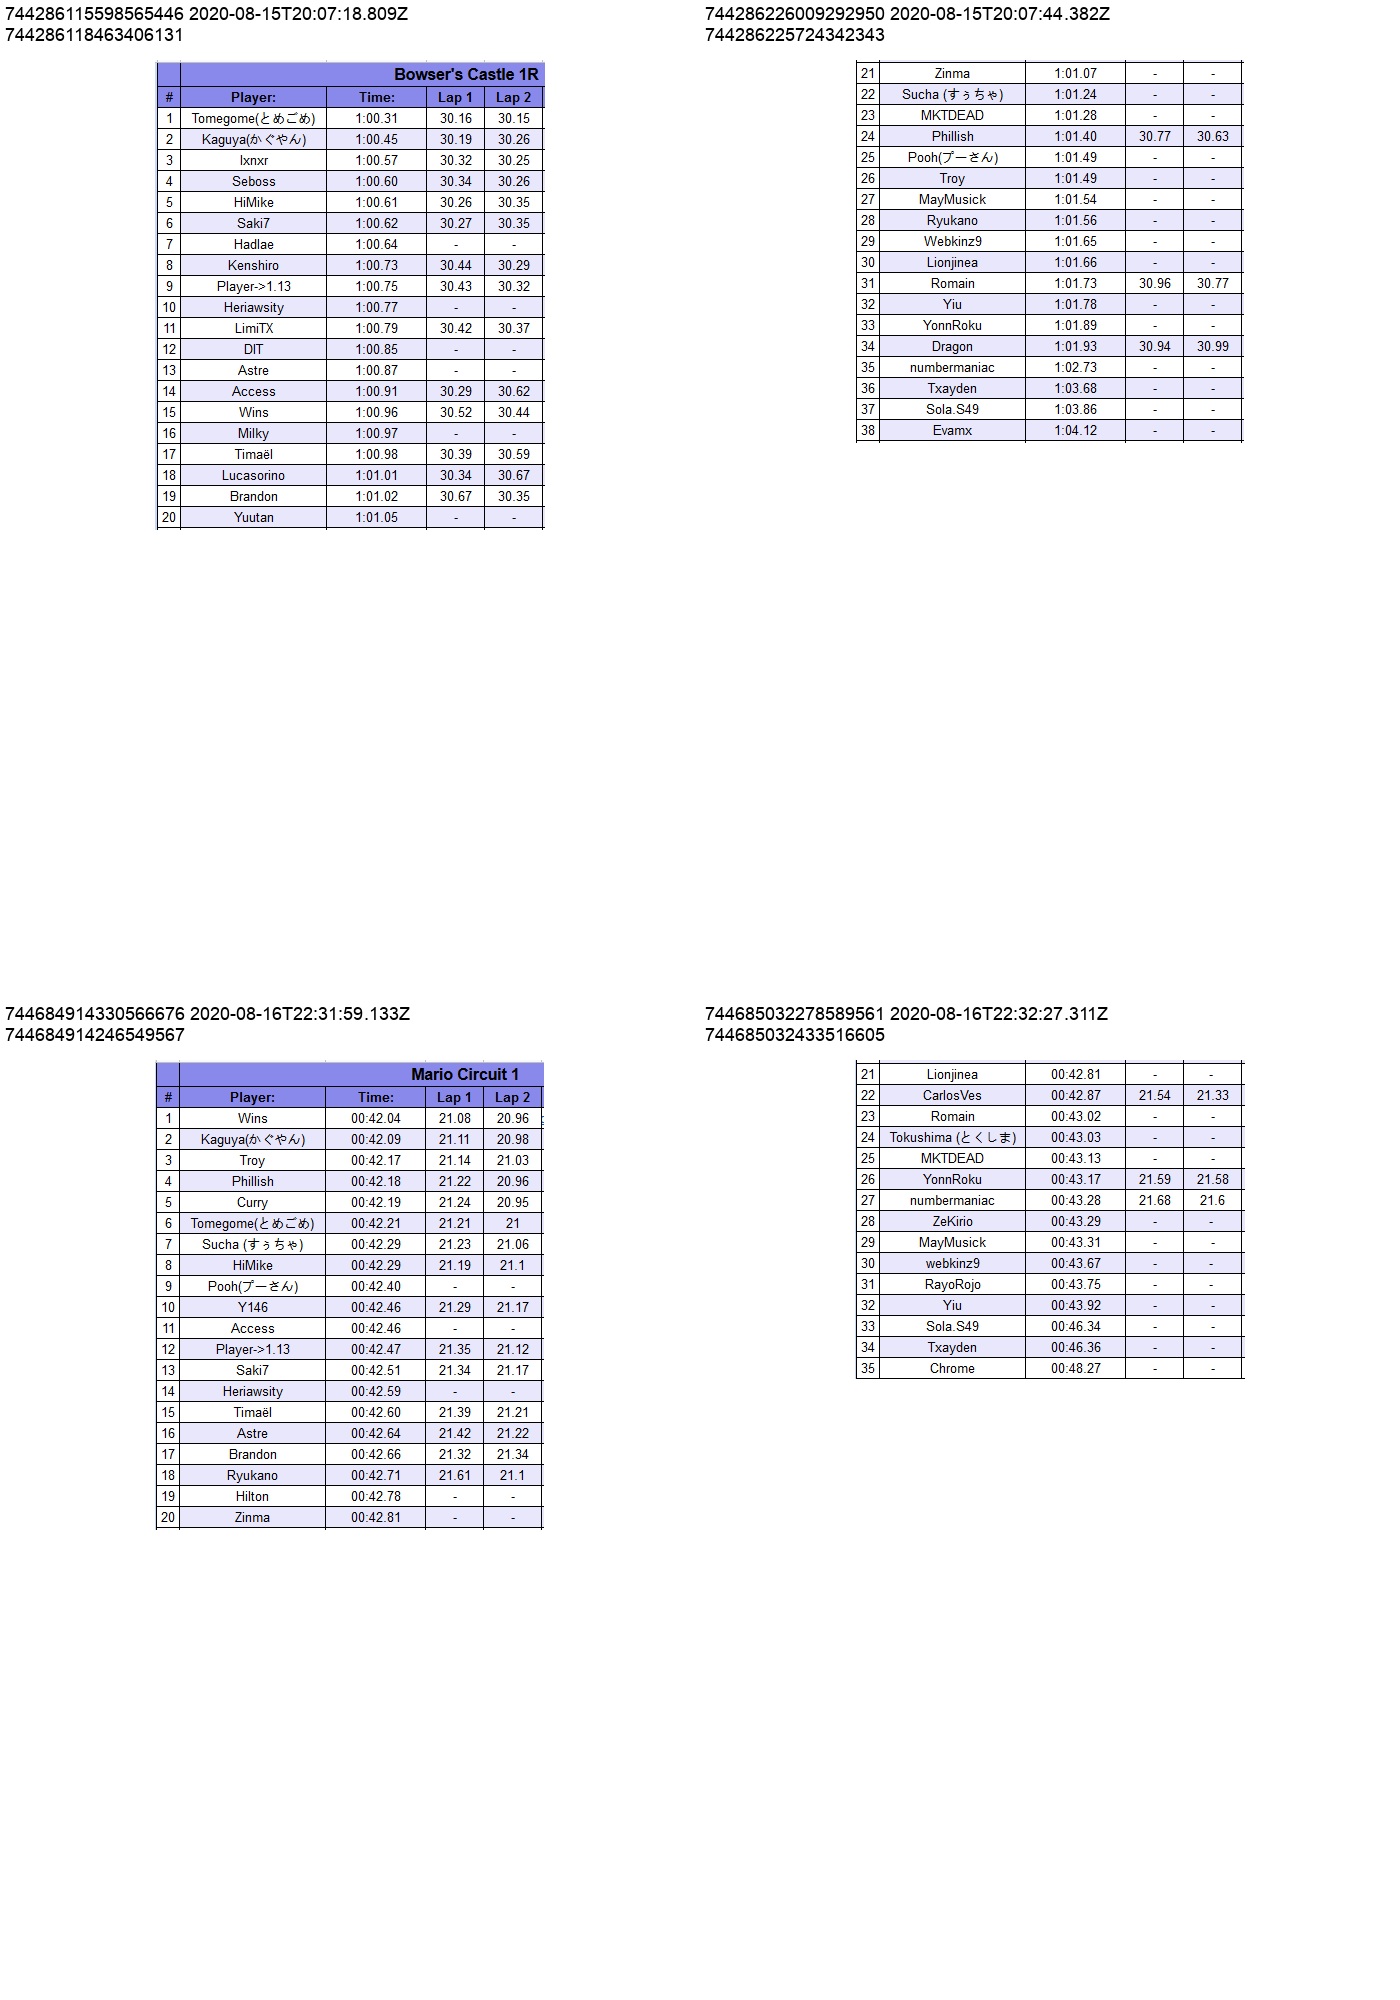 744286115598565446 2020-08-15T20:07:18.809Z
744286118463406131
Bowser's Castle 1R
# Player: Time: Lap 1 Lap 2
1 Tomegome(とめごめ) 1:00.31 30.16 30.15
2 Kaguya(かぐやん) 1:00.45 30.19 30.26
3 lxnxr 1:00.57 30.32 30.25
4 Seboss 1:00.60 30.34 30.26
5 HiMike 1:00.61 30.26 30.35
6 Saki7 1:00.62 30.27 30.35
7 Hadlae 1:00.64 - -
8 Kenshiro 1:00.73 30.44 30.29
9 Player->1.13 1:00.75 30.43 30.32
10 Heriawsity 1:00.77 - -
11 LimiTX 1:00.79 30.42 30.37
12 DIT 1:00.85 - -
13 Astre 1:00.87 - -
14 Access 1:00.91 30.29 30.62
15 Wins 1:00.96 30.52 30.44
16 Milky 1:00.97 - -
17 Timaël 1:00.98 30.39 30.59
18 Lucasorino 1:01.01 30.34 30.67
19 Brandon 1:01.02 30.67 30.35
20 Yuutan 1:01.05 - -
744286226009292950 2020-08-15T20:07:44.382Z
744286225724342343
21 Zinma 1:01.07 - -
22 Sucha (すぅちゃ) 1:01.24 - -
23 MKTDEAD 1:01.28 - -
24 Phillish 1:01.40 30.77 30.63
25 Pooh(プーさん) 1:01.49 - -
26 Troy 1:01.49 - -
27 MayMusick 1:01.54 - -
28 Ryukano 1:01.56 - -
29 Webkinz9 1:01.65 - -
30 Lionjinea 1:01.66 - -
31 Romain 1:01.73 30.96 30.77
32 Yiu 1:01.78 - -
33 YonnRoku 1:01.89 - -
34 Dragon 1:01.93 30.94 30.99
35 numbermaniac 1:02.73 - -
36 Txayden 1:03.68 - -
37 Sola.S49 1:03.86 - -
38 Evamx 1:04.12 - -
744684914330566676 2020-08-16T22:31:59.133Z
744684914246549567
Mario Circuit 1
# Player: Time: Lap 1 Lap 2
1 Wins 00:42.04 21.08 20.96
2 Kaguya(かぐやん) 00:42.09 21.11 20.98
3 Troy 00:42.17 21.14 21.03
4 Phillish 00:42.18 21.22 20.96
5 Curry 00:42.19 21.24 20.95
6 Tomegome(とめごめ) 00:42.21 21.21 21
7 Sucha (すぅちゃ) 00:42.29 21.23 21.06
8 HiMike 00:42.29 21.19 21.1
9 Pooh(プーさん) 00:42.40 - -
10 Y146 00:42.46 21.29 21.17
11 Access 00:42.46 - -
12 Player->1.13 00:42.47 21.35 21.12
13 Saki7 00:42.51 21.34 21.17
14 Heriawsity 00:42.59 - -
15 Timaël 00:42.60 21.39 21.21
16 Astre 00:42.64 21.42 21.22
17 Brandon 00:42.66 21.32 21.34
18 Ryukano 00:42.71 21.61 21.1
19 Hilton 00:42.78 - -
20 Zinma 00:42.81 - -
744685032278589561 2020-08-16T22:32:27.311Z
744685032433516605
21 Lionjinea 00:42.81 - -
22 CarlosVes 00:42.87 21.54 21.33
23 Romain 00:43.02 - -
24 Tokushima (とくしま) 00:43.03 - -
25 MKTDEAD 00:43.13 - -
26 YonnRoku 00:43.17 21.59 21.58
27 numbermaniac 00:43.28 21.68 21.6
28 ZeKirio 00:43.29 - -
29 MayMusick 00:43.31 - -
30 webkinz9 00:43.67 - -
31 RayoRojo 00:43.75 - -
32 Yiu 00:43.92 - -
33 Sola.S49 00:46.34 - -
34 Txayden 00:46.36 - -
35 Chrome 00:48.27 - -